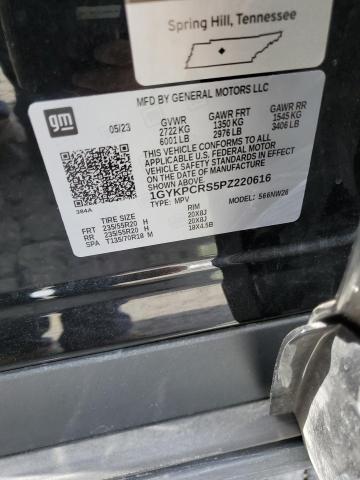 Spring Hill, Tennessee
gm
MFD BY GENERAL MOTORS LLC
05/23 GVWR GAWR FRT GAWR RR
2722 KG 1350 KG 1545 KG
6001 LB 2976 LB 3406 LB
THIS VEHICLE CONFORMS TO ALL APPLICABLE
U.S. FEDERAL MOTOR
VEHICLE SAFETY STANDARDS IN EFFECT
ON THE DATE OF MANUFACTURE SHOWN ABOVE.
1GYKPCRS5PZ220616
TYPE: MPV MODEL: 566NW26
384A
TIRE SIZE RIM
FRT 235/55R20 H 20X8J
RR 235/55R20 H 20X8J
SPA T135/70R18 M 18X4.5B